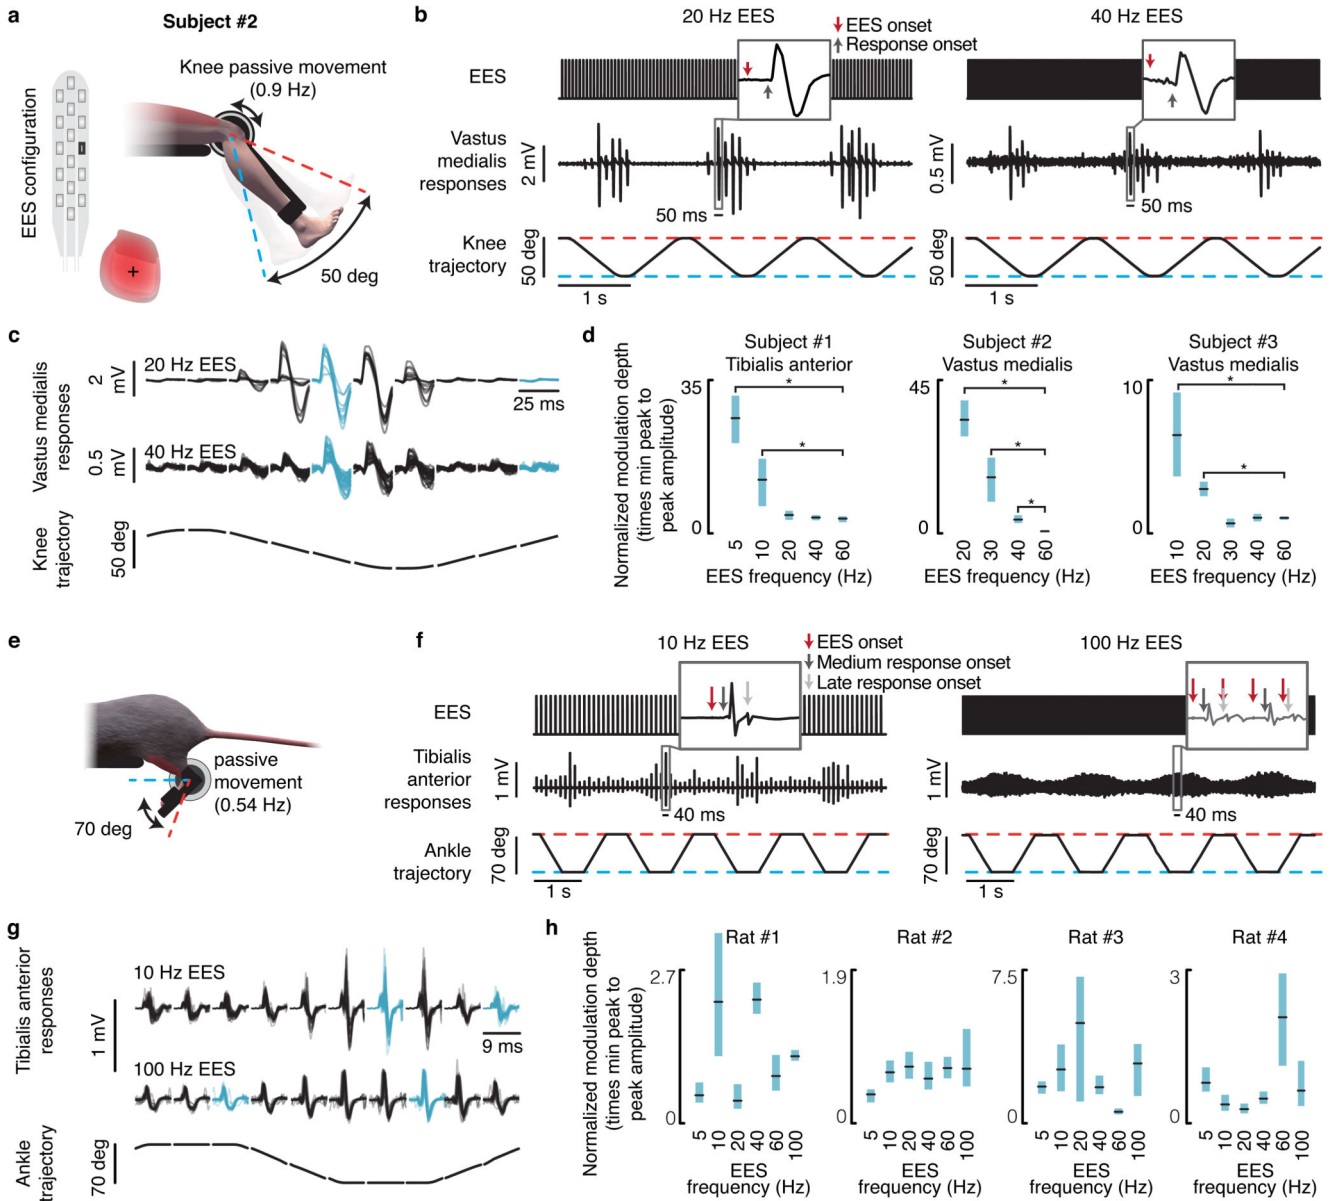 a
Subject #2
EES configuration
Knee passive movement
(0.9 Hz)
+
50 deg
b
20 Hz EES
EES onset
Response onset
40 Hz EES
EES
Vastus
medialis
responses
2 mV
0.5 mV
50 ms
50 ms
Knee
trajectory
50 deg
50 deg
1 s
1 s
c
Vastus medialis
responses
2
mV
20 Hz EES
25 ms
0.5
mV
40 Hz EES
Knee
trajectory
50 deg
d
Normalized modulation depth
(times min peak to
peak amplitude)
Subject #1
Tibialis anterior
35
0
*
*
5 10 20 40 60
EES frequency (Hz)
Subject #2
Vastus medialis
45
0
*
*
*
20 30 40 60
EES frequency (Hz)
Subject #3
Vastus medialis
10
0
*
*
10 20 30 40 60
EES frequency (Hz)
e
passive
movement
(0.54 Hz)
70 deg
f
10 Hz EES
EES onset
Medium response onset
Late response onset
100 Hz EES
EES
Tibialis
anterior
responses
1 mV
1 mV
40 ms
40 ms
Ankle
trajectory
70 deg
70 deg
1 s
1 s
g
Tibialis anterior
responses
1 mV
10 Hz EES
9 ms
100 Hz EES
Ankle
trajectory
70 deg
h
Normalized modulation depth
(times min peak to
peak amplitude)
Rat #1
2.7
0
5 10 20 40 60 100
EES
frequency (Hz)
Rat #2
1.9
0
5 10 20 40 60 100
EES
frequency (Hz)
Rat #3
7.5
0
5 10 20 40 60 100
EES
frequency (Hz)
Rat #4
3
0
5 10 20 40 60 100
EES
frequency (Hz)